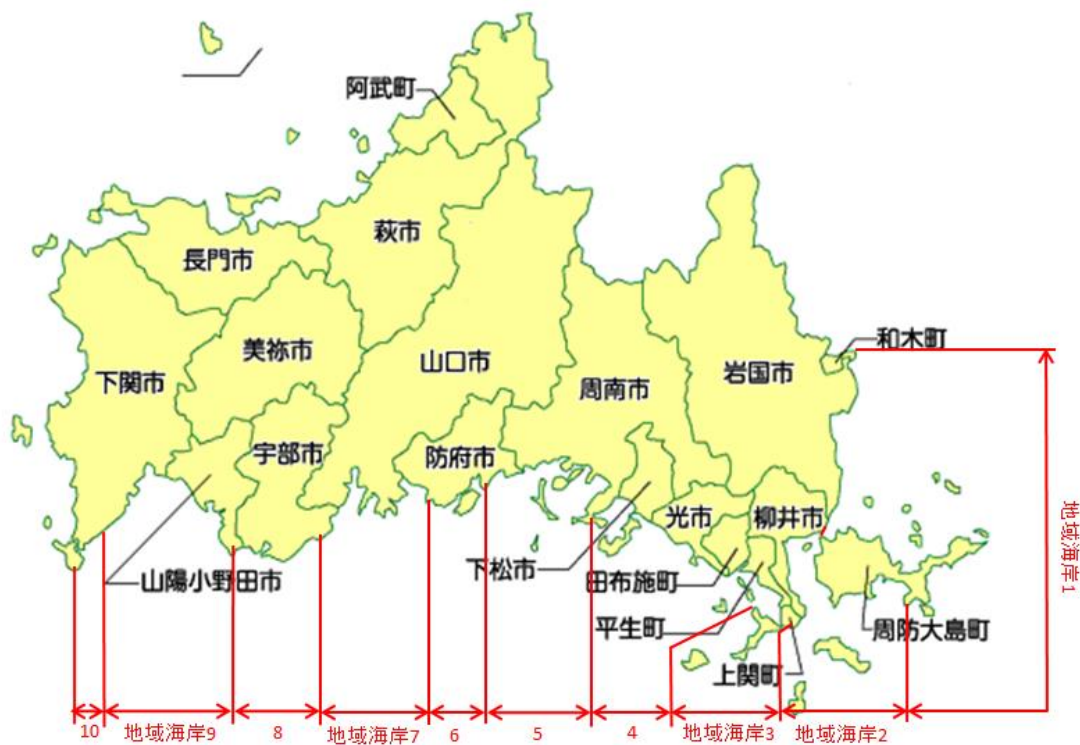 阿武町
萩市
長門市
和木町
美祢市
山口市
岩国市
下関市
周南市
宇部市
防府市
光市
柳井市
地域海岸1
下松市
山陽小野田市
田布施町
平生町
周防大島町
上関町
10
地域海岸9
8
地域海岸7
6
5
4
地域海岸3
地域海岸2